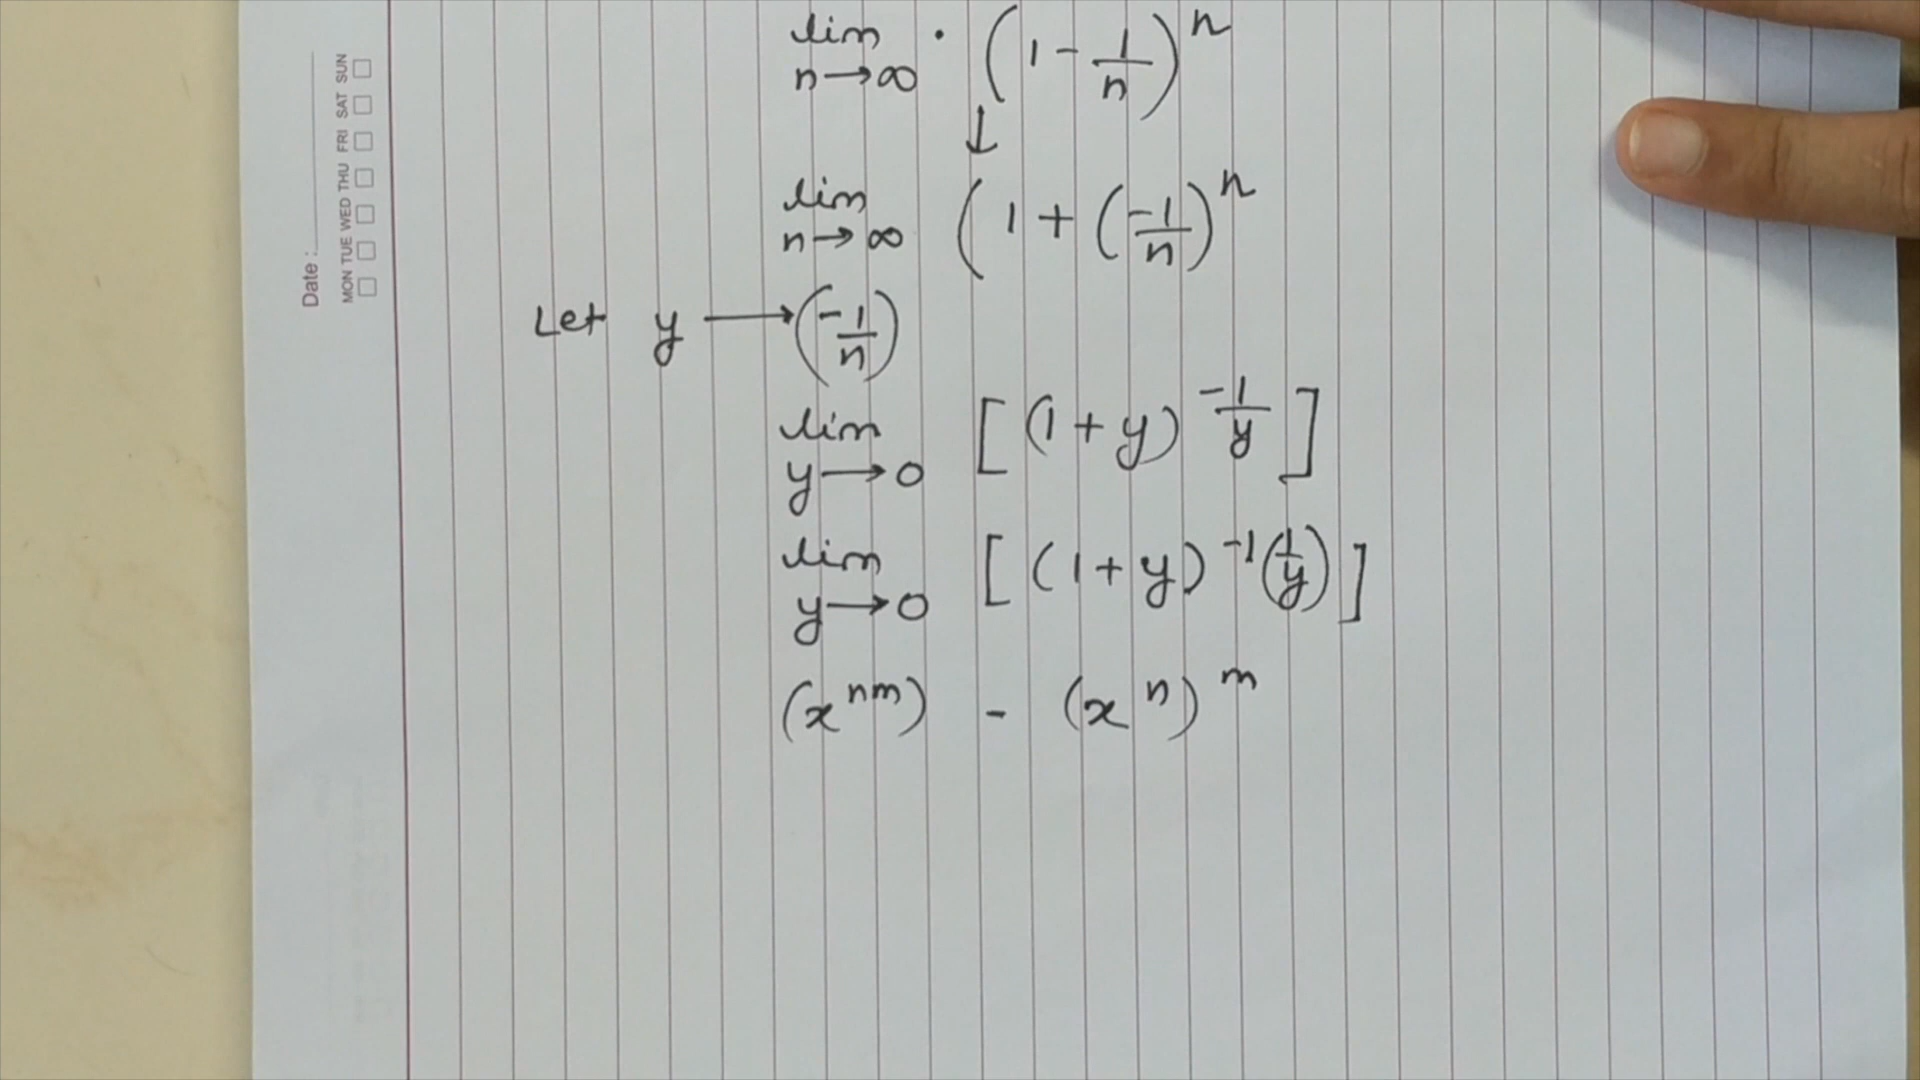 lim n→∞ · (1 - 1/n)^n
↓
lim n→∞ (1 + (-1/n)^n
Let y → (-1/n)
lim y→0 [(1+y)^-1/y]
lim y→0 [(1+y)^-1(1/y)]
(x^nm) - (x^n)^m
Date :
MON TUE WED THU FRI SAT SUN